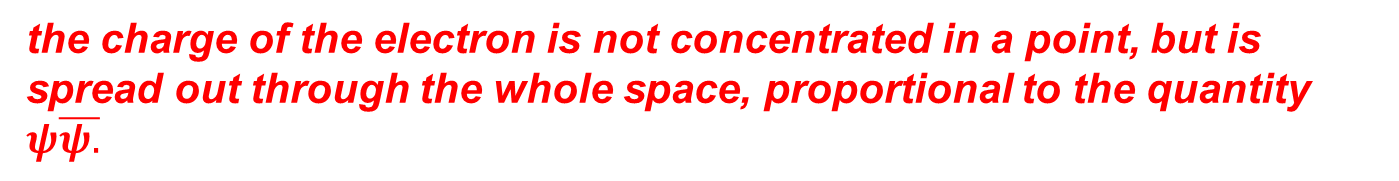 the charge of the electron is not concentrated in a point, but is
spread out through the whole space, proportional to the quantity
ψψ̅.